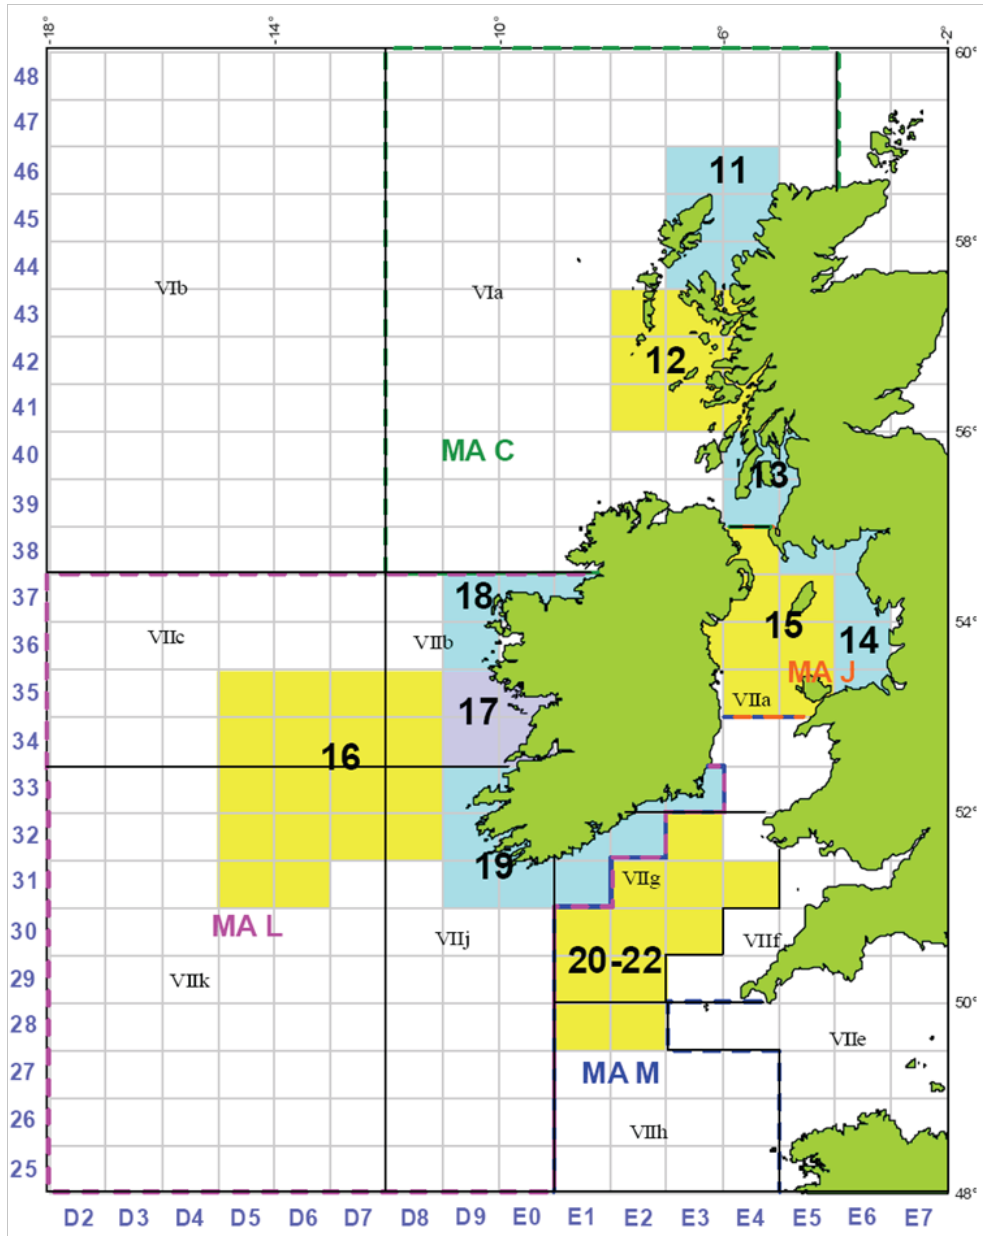 -18° -14° -10° -6° -2°
60°
48
47
46 11
45
58°
44
VIb VIa
43
42 12
41
56°
40 MA C
13
39
38
37 18
54°
36 VIIc VIIb 15 14
MA J
35 VIIa
17
34 16
33
52°
32
19
31 VIIg
30 MA L VIIj VIIf
20-22
29 VIIk
50°
28 VIIe
27 MA M
26 VIIh
25
48°
D2 D3 D4 D5 D6 D7 D8 D9 E0 E1 E2 E3 E4 E5 E6 E7